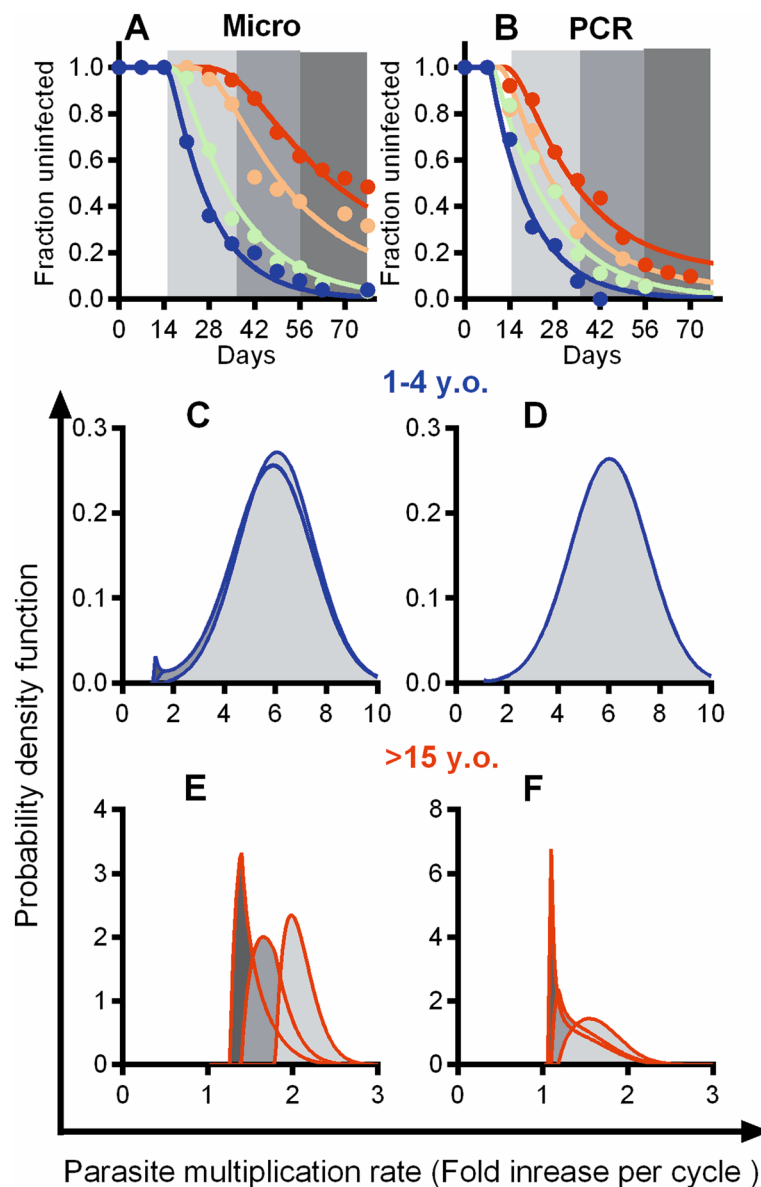 A Micro
B PCR
Fraction uninfected
1.0
0.8
0.6
0.4
0.2
0.0
0 14 28 42 56 70
Days
Fraction uninfected
1.0
0.8
0.6
0.4
0.2
0.0
0 14 28 42 56 70
Days
1-4 y.o.
Probability density function
C
0.3
0.2
0.1
0.0
0 2 4 6 8 10
D
0.3
0.2
0.1
0.0
0 2 4 6 8 10
>15 y.o.
E
4
3
2
1
0
0 1 2 3
F
8
6
4
2
0
0 1 2 3
Parasite multiplication rate (Fold inrease per cycle )